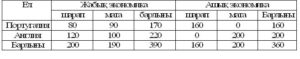 Ел Жабық экономика Ашық экономика
шарап мата барлығы шарап мата Барлығы
Португалия 80 90 170 160 0 160
Англия 120 100 220 0 200 200
Барлығы 200 190 390 160 200 360